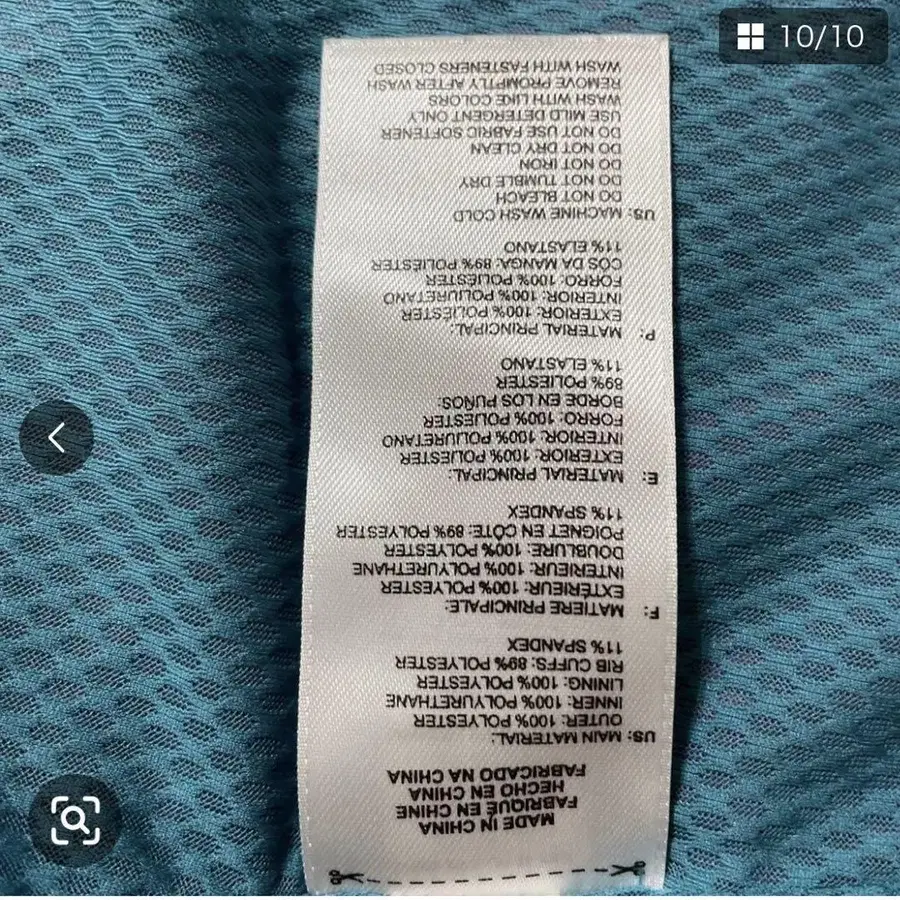 10/10
MADE IN CHINA
FABRIQUÉ EN CHINE
HECHO EN CHINA
FABRICADO NA CHINA
US: MAIN MATERIAL:
OUTER: 100% POLYESTER
INNER: 100% POLYURETHANE
LINING: 100% POLYESTER
RIB CUFFS: 89% POLYESTER
11% SPANDEX
F: MATIERE PRINCIPALE:
EXTÉRIEUR: 100% POLYESTER
INTÉRIEUR: 100% POLYURETHANE
DOUBLURE: 100% POLYESTER
POIGNET EN CÔTE: 89% POLYESTER
11% SPANDEX
E: MATERIAL PRINCIPAL:
EXTERIOR: 100% POLIESTER
INTERIOR: 100% POLIURETANO
FORRO: 100% POLIESTER
BORDE EN LOS PUÑOS:
89% POLIESTER
11% ELASTANO
P: MATERIAL PRINCIPAL:
EXTERIOR: 100% POLIÉSTER
INTERIOR: 100% POLIURETANO
FORRO: 100% POLIÉSTER
CÓS DA MANGA: 89% POLIÉSTER
11% ELASTANO
US: MACHINE WASH COLD
DO NOT BLEACH
DO NOT TUMBLE DRY
DO NOT IRON
DO NOT DRY CLEAN
DO NOT USE FABRIC SOFTENER
USE MILD DETERGENT ONLY
WASH WITH LIKE COLORS
REMOVE PROMPTLY AFTER WASH
WASH WITH FASTENERS CLOSED